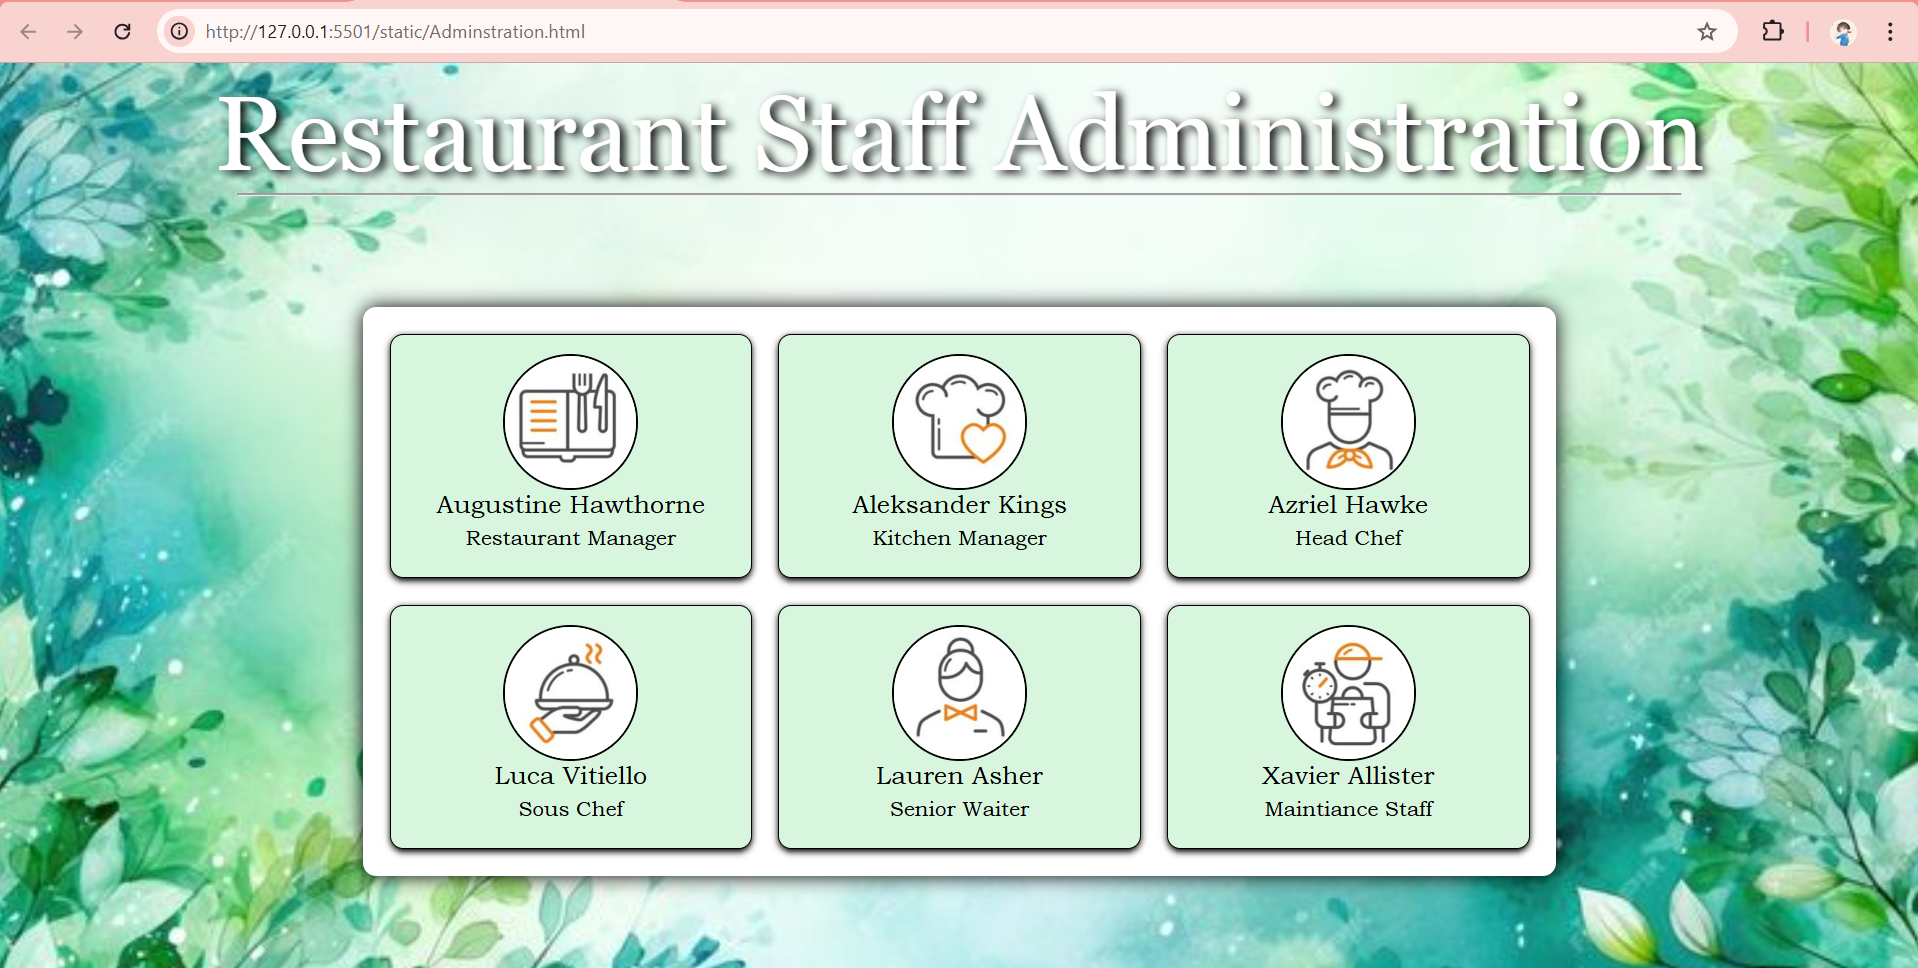 http://127.0.0.1:5501/static/Adminstration.html
Restaurant Staff Administration
Augustine Hawthorne
Restaurant Manager
Aleksander Kings
Kitchen Manager
Azriel Hawke
Head Chef
Luca Vitiello
Sous Chef
Lauren Asher
Senior Waiter
Xavier Allister
Maintiance Staff